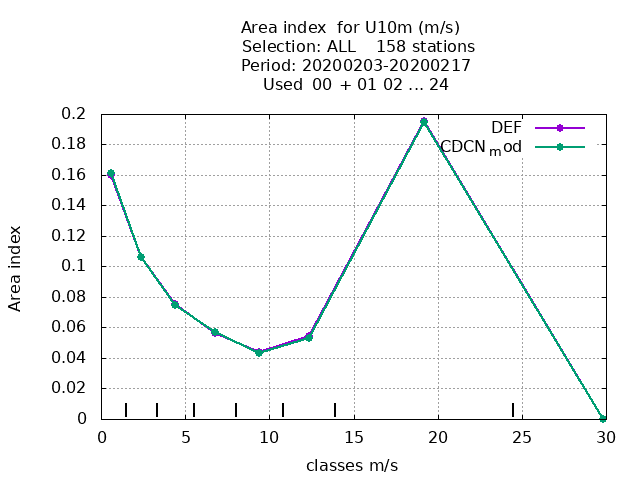 Area index  for U10m (m/s)
Selection: ALL    158 stations
Period: 20200203-20200217
Used  00 + 01 02 ... 24
DEF
CDCN_mod
0.2
0.18
0.16
0.14
0.12
0.1
0.08
0.06
0.04
0.02
0
Area index
0 5 10 15 20 25 30
classes m/s